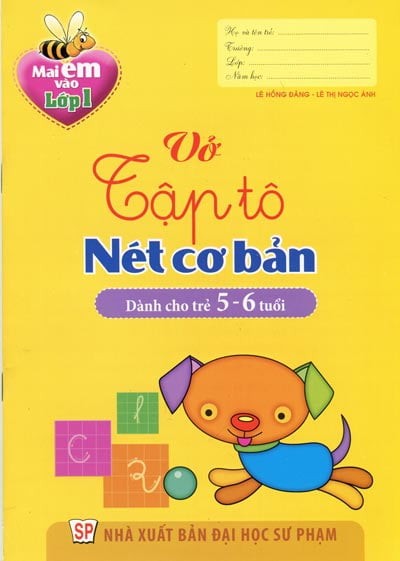 Mai em
vào
Lớp 1
Họ và tên trẻ:
Trường:
Lớp:
Năm học:
LÊ HỒNG ĐĂNG - LÊ THỊ NGỌC ÁNH
Vở
Tập tô
Nét cơ bản
Dành cho trẻ 5-6 tuổi
l
c
2
SP
NHÀ XUẤT BẢN ĐẠI HỌC SƯ PHẠM